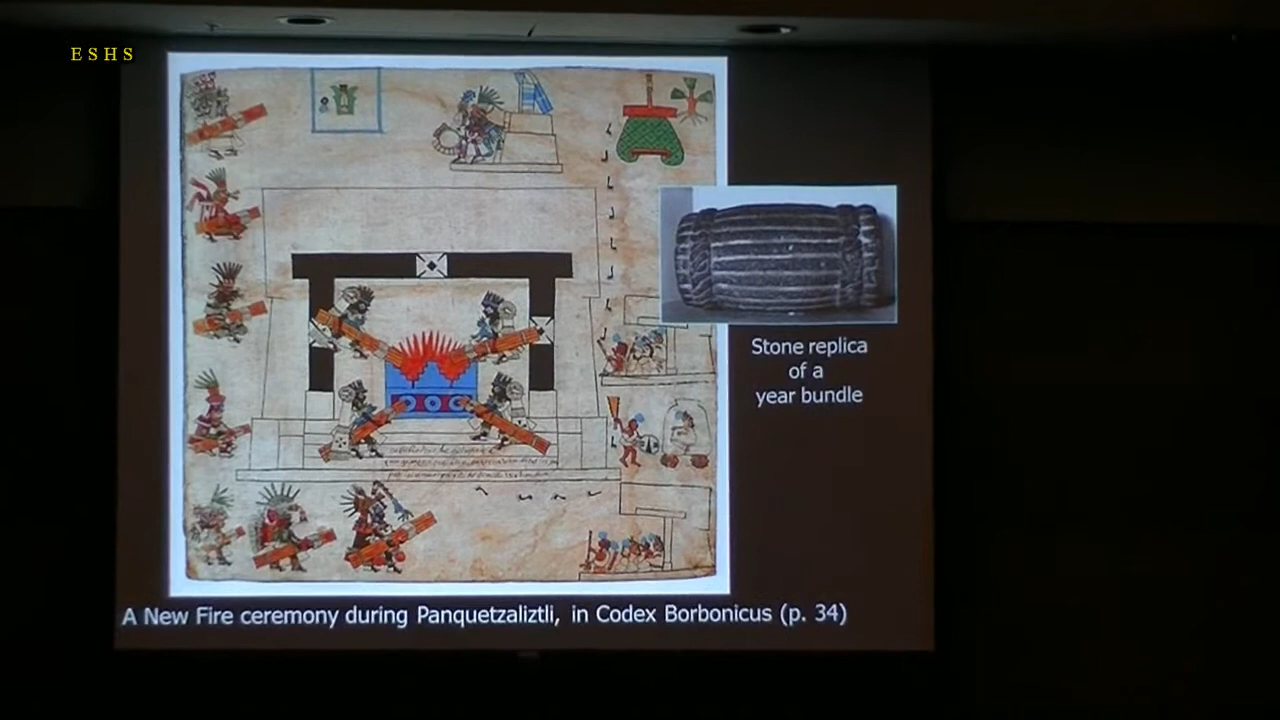 ESHS
Stone replica
of a
year bundle
A New Fire ceremony during Panquetzaliztli, in Codex Borbonicus (p. 34)